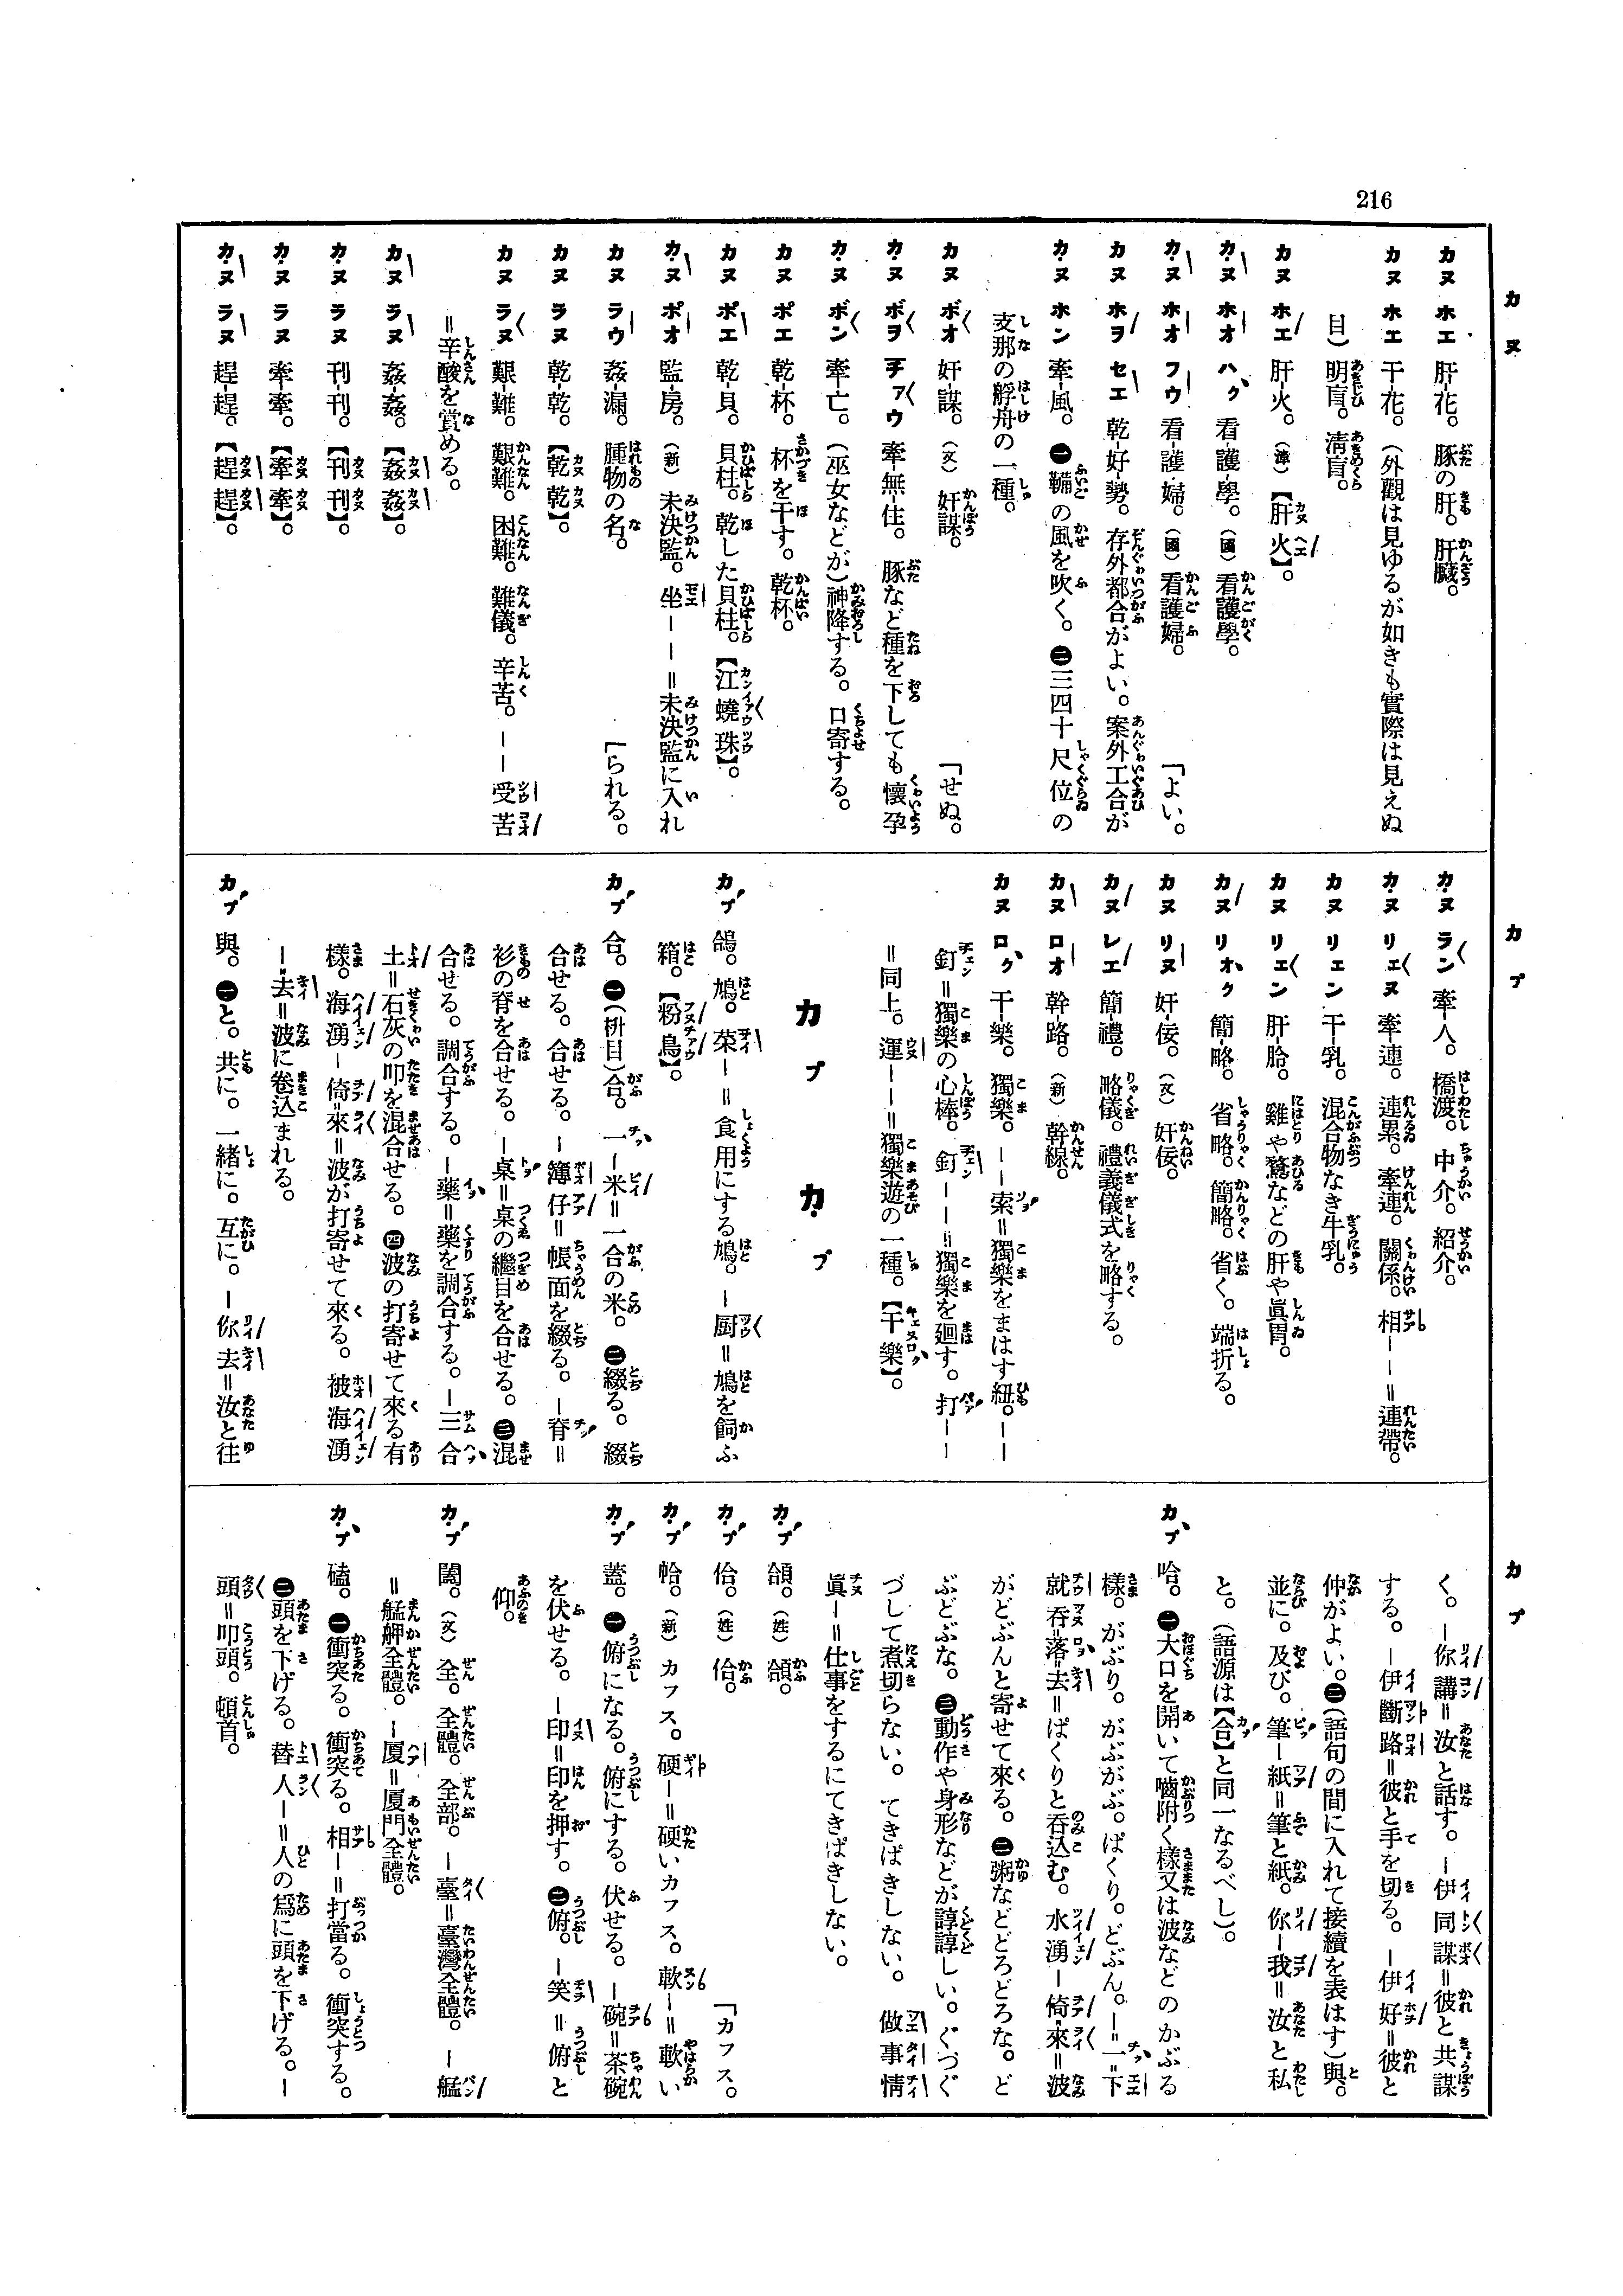 216
カヌ
カヌ ホエ 肝-花。 豚の肝。肝臟。
カヌ ホエ 干-花。(外觀は見ゆるが如きも實際は見えぬ
目)明盲。淸盲。
カヌ ホエ 肝-火。(漳)【肝火】。
カヌ ホオ ハク 看-護-學。(國)看護學。
カヌ ホオ フウ 看-護-婦。(國)看護婦。 「よい。
カヌ ホヲ セエ 乾-好-勢。存外都合がよい。案外工合が
カヌ ホン 牽-風。 ㊀鞴の風を吹く。㊁三四十尺位の
支那の艀舟の一種。
カヌ ボオ 奸-謀。(文)奸謀。 「せぬ。
カヌ ボヲ チァウ 牽-無-住。 豚など種を下しても懷孕
カヌ ボン 牽-亡。(巫女などが)神降する。口寄する。
カヌ ポエ 乾-杯。杯を干す。乾杯。
カヌ ポエ 乾-貝。貝柱。乾した貝柱。【江蟯珠】。
カヌ ポオ 監-房。(新)未決監。坐――=未決監に入れ
カヌ ラウ 姦-漏。腫物の名。 「られる。
カヌ ラヌ 乾-乾。【乾乾】。
カヌ ラヌ 艱-難。艱難。困難。難儀。辛苦。――受苦
=辛酸を嘗める。
カヌ ラヌ 姦-姦。【姦姦】。
カヌ ラヌ 刊-刊。【刊刊】。
カヌ ラヌ 牽-牽。【牽牽】。
カヌ ラヌ 趕-趕。【趕趕】。
カプ
カヌ ラン 牽-人。橋渡。中介。紹介。
カヌ リェヌ 牽-連。連累。牽連。關係。相――=連帶。
カヌ リェン 干-乳。混合物なき牛乳。
カヌ リェン 肝-胗。雞や鶩などの肝や眞胃。
カヌ リオク 簡-略。省略。簡略。省く。端折る。
カヌ リヌ 奸-佞。(文)奸佞。
カヌ レエ 簡-禮。略儀。禮義儀式を略する。
カヌ ロオ 幹-路。(新)幹線。
カヌ ロク 干-樂。獨樂。――索=獨樂をまはす紐。――
釘=獨樂の心棒。釘――=獨樂を廻す。打――
=同上。運――=獨樂遊の一種。【干樂】。
カプ カプ
カプ 鴿。鳩。菜―=食用にする鳩。―厨=鳩を飼ふ
箱。【粉鳥】。
カプ 合。㊀(枡目)合。一―米=一合の米。㊁綴る。綴
合せる。合せる。―簿仔=帳面を綴る。―脊=
衫の脊を合せる。―桌=桌の繼目を合せる。㊂混
合せる。調合する。―藥=藥を調合する。―三合
土=石灰の叩を混合せる。㊃波の打寄せて來る有
樣。海湧―倚=來=波が打寄せて來る。被海湧
―=去=波に卷込まれる。
カプ 與。㊀と。共に。一緒に。互に。―你去=汝と往
カプ
く。―你講=汝と話す。―伊同謀=彼と共謀
する。―伊斷路=彼と手を切る。―伊好=彼と
仲がよい。㊁(語句の間に入れて接續を表はす)與。
並に。及び。筆―紙=筆と紙。你―我=汝と私
と。(語源は【合】と同一なるべし)。
カプ 哈。㊀大口を開いて嚙附く樣又は波などのかぶる
樣。がぶり。がぶがぶ。ぱくり。どぶん。―=一=下
就吞=落=去=ぱくりと吞込む。水湧―倚=來=波
がどぶんと寄せて來る。㊁粥などどろどろな。ど
ぶどぶな。㊂動作や身形などが諄諄しい。ぐづぐ
づして煮切らない。てきぱきしない。 做事情
眞―=仕事をするにてきぱきしない。
カプ 頷。(姓)頷。
カプ 佮。(姓)佮。 「カフス。
カプ 帢。(新)カフス。硬―=硬いカフス。軟―=軟い
カプ 蓋。㊀俯になる。俯にする。伏せる。―碗=茶碗
を伏せる。―印=印を押す。㊁俯。―笑=俯と
仰。
カプ 闔。(文)全。全體。全部。―臺=臺灣全體。―艋
=艋舺全體。―厦=厦門全體。
カプ 磕。㊀衝突る。衝突る。相―=打當る。衝突する。
㊁頭を下げる。替人―=人の爲に頭を下げる。―
頭=叩頭。頓首。